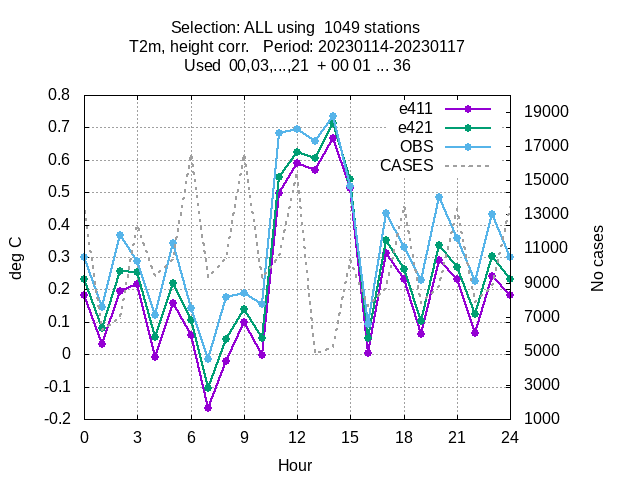 Selection: ALL using  1049 stations
T2m, height corr.   Period: 20230114-20230117
Used  00,03,...,21  + 00 01 ... 36
0.8
0.7
0.6
0.5
0.4
0.3
0.2
0.1
0
-0.1
-0.2
deg C
e411
e421
OBS
CASES
19000
17000
15000
13000
11000
9000
7000
5000
3000
1000
No cases
0 3 6 9 12 15 18 21 24
Hour